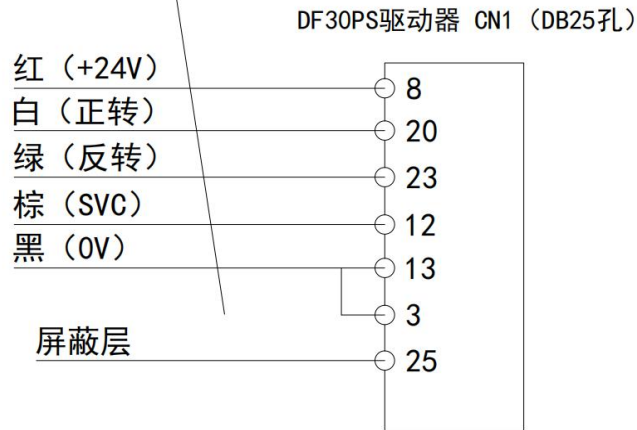 DF30PS驱动器 CN1 （DB25孔）
红（+24V）
8
白（正转）
20
绿（反转）
23
棕（SVC）
12
黑（0V）
13
3
屏蔽层
25